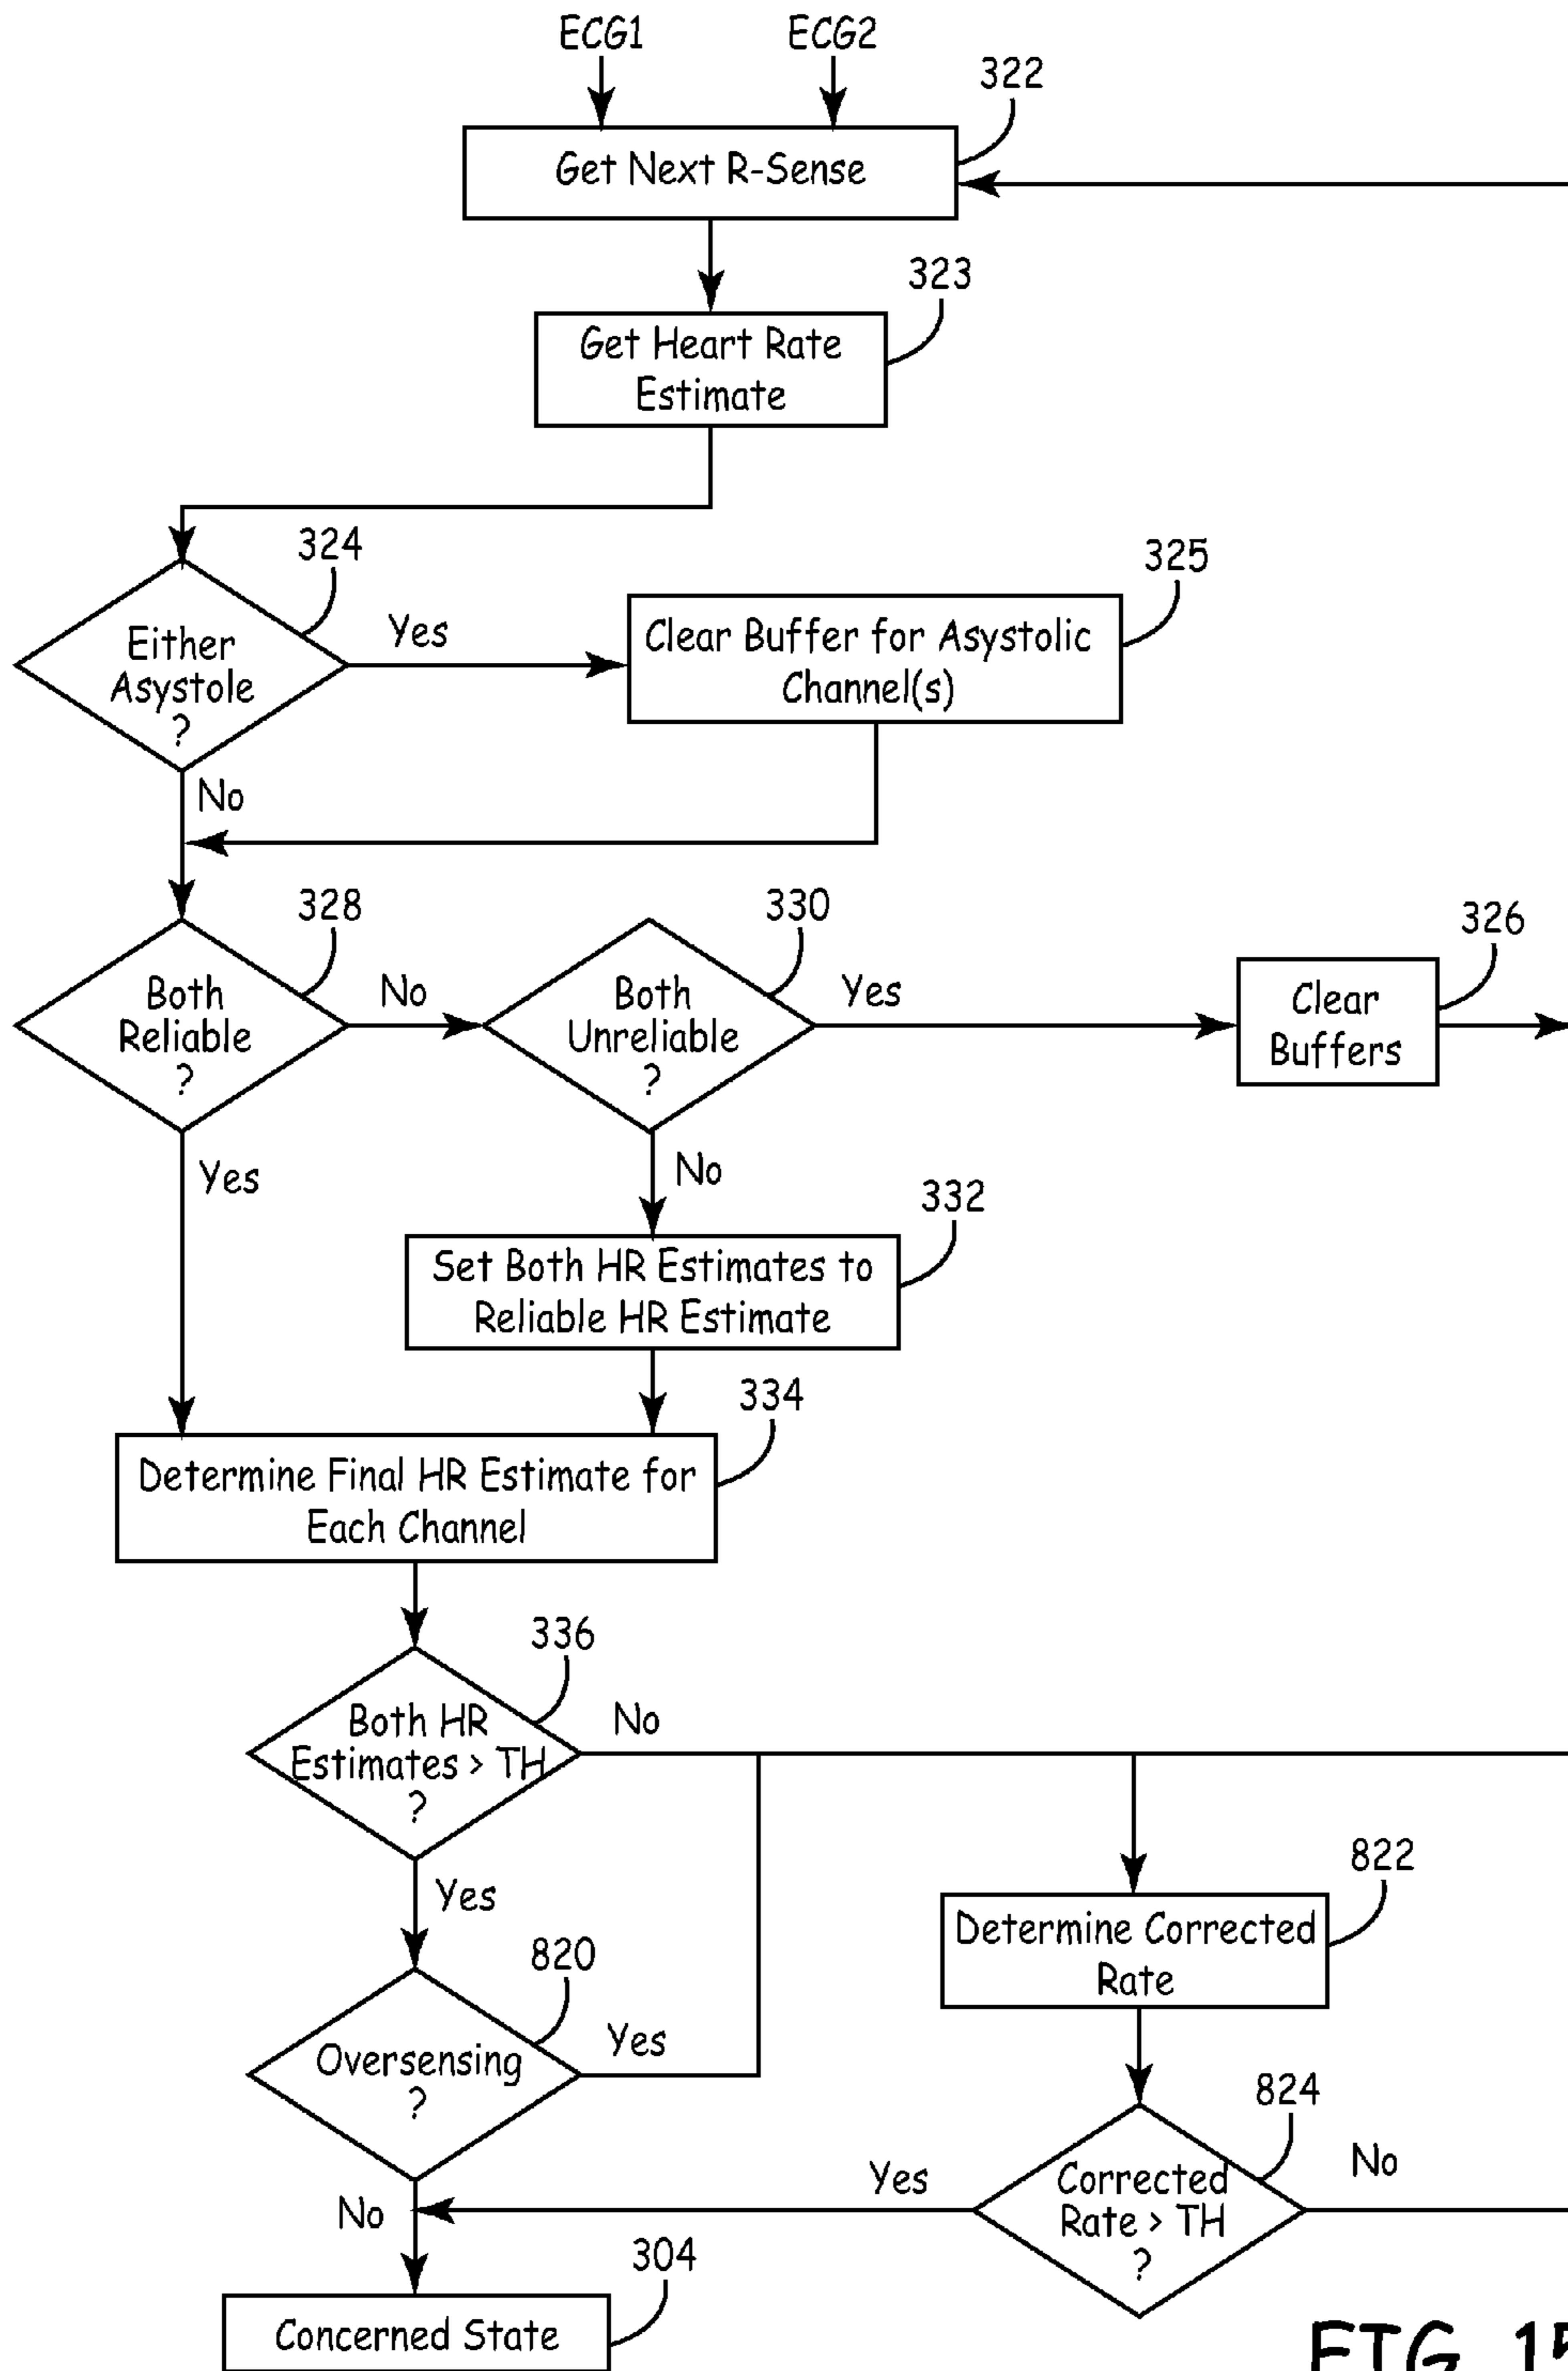 ECG1
ECG2
322
Get Next R-Sense
323
Get Heart Rate
Estimate
324
Either
Asystole
?
Yes
325
Clear Buffer for Asystolic
Channel(s)
No
328
Both
Reliable
?
No
330
Both
Unreliable
?
Yes
326
Clear
Buffers
Yes
No
332
Set Both HR Estimates to
Reliable HR Estimate
334
Determine Final HR Estimate for
Each Channel
336
Both HR
Estimates > TH
?
No
Yes
822
Determine Corrected
Rate
820
Oversensing
?
Yes
824
Corrected
Rate > TH
?
Yes
No
No
304
Concerned State
FIG. 15